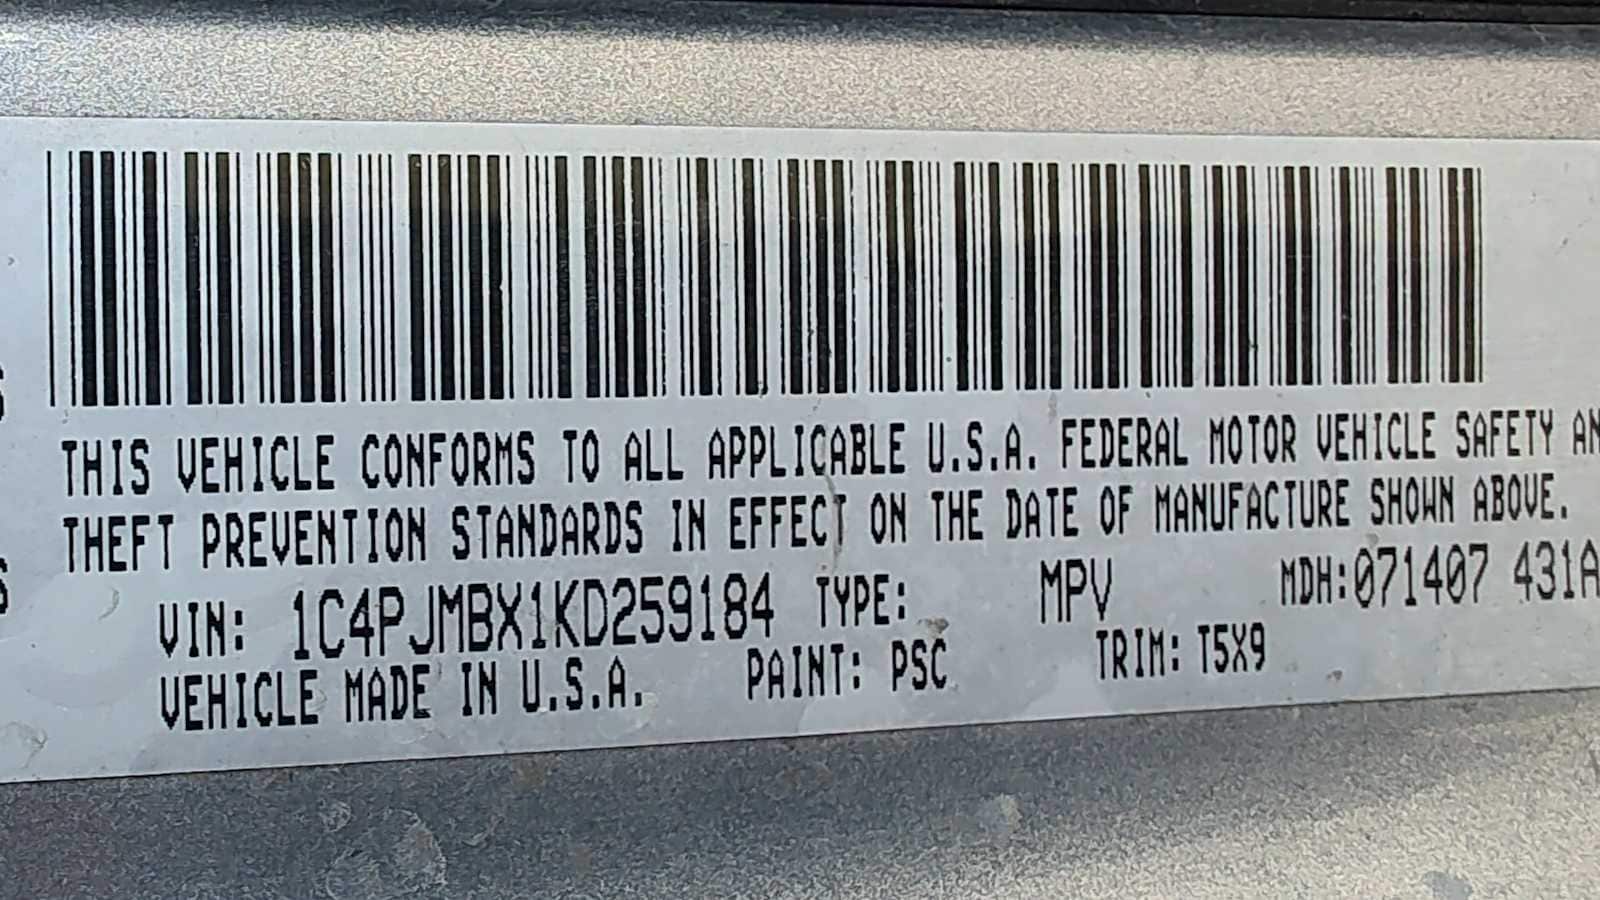 THIS VEHICLE CONFORMS TO ALL APPLICABLE U.S.A. FEDERAL MOTOR VEHICLE SAFETY AN
THEFT PREVENTION STANDARDS IN EFFECT ON THE DATE OF MANUFACTURE SHOWN ABOVE.
VIN: 1C4PJMBX1KD259184 TYPE: MPV MDH:071407 431A
VEHICLE MADE IN U.S.A. PAINT: PSC TRIM: T5X9